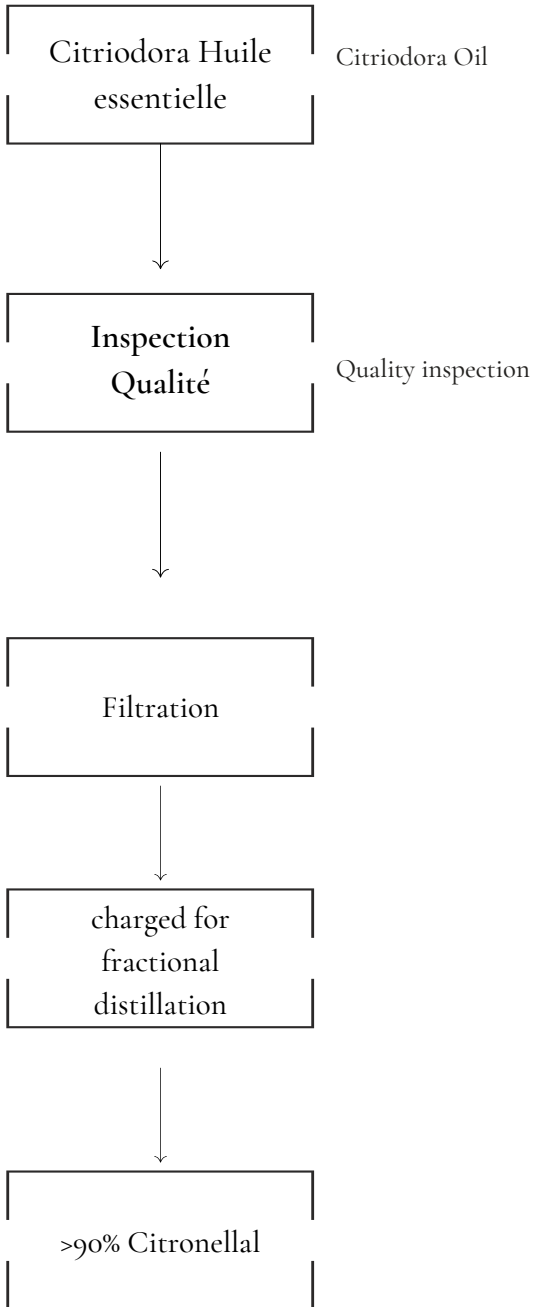 Citriodora Huile
essentielle
Citriodora Oil
Inspection
Qualité
Quality inspection
Filtration
charged for
fractional
distillation
>90% Citronellal